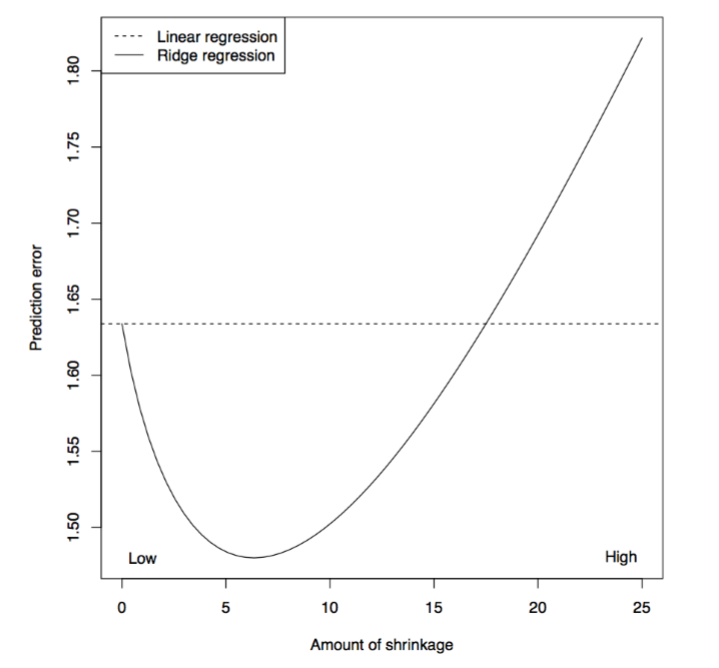 Linear regression
Ridge regression
1.80
1.75
1.70
1.65
1.60
1.55
1.50
Prediction error
Low
High
0 5 10 15 20 25
Amount of shrinkage